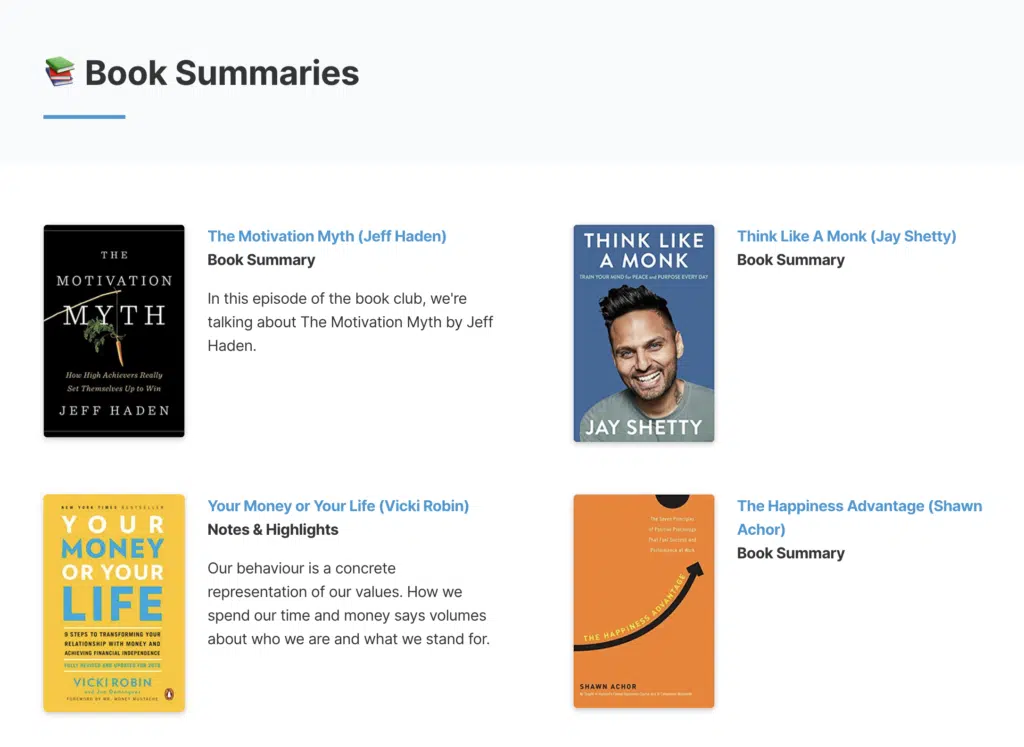 📚 Book Summaries
THE
MOTIVATION
MYTH
How High Achievers Really
Set Themselves Up to Win
JEFF HADEN
The Motivation Myth (Jeff Haden)
Book Summary
In this episode of the book club, we're
talking about The Motivation Myth by Jeff
Haden.
THINK LIKE
A MONK
TRAIN YOUR MIND for PEACE and PURPOSE EVERY DAY
JAY SHETTY
Think Like A Monk (Jay Shetty)
Book Summary
NEW YORK TIMES BESTSELLER
YOUR
MONEY
OR YOUR
LIFE
9 STEPS TO TRANSFORMING YOUR
RELATIONSHIP WITH MONEY AND
ACHIEVING FINANCIAL INDEPENDENCE
FULLY REVISED AND UPDATED FOR 2018
VICKI ROBIN
and Joe Dominguez
FOREWORD BY MR. MONEY MUSTACHE
Your Money or Your Life (Vicki Robin)
Notes & Highlights
Our behaviour is a concrete
representation of our values. How we
spend our time and money says volumes
about who we are and what we stand for.
The Seven Principles
of Positive Psychology
That Fuel Success and
Performance at Work
THE HAPPINESS ADVANTAGE
SHAWN ACHOR
The Happiness Advantage (Shawn
Achor)
Book Summary